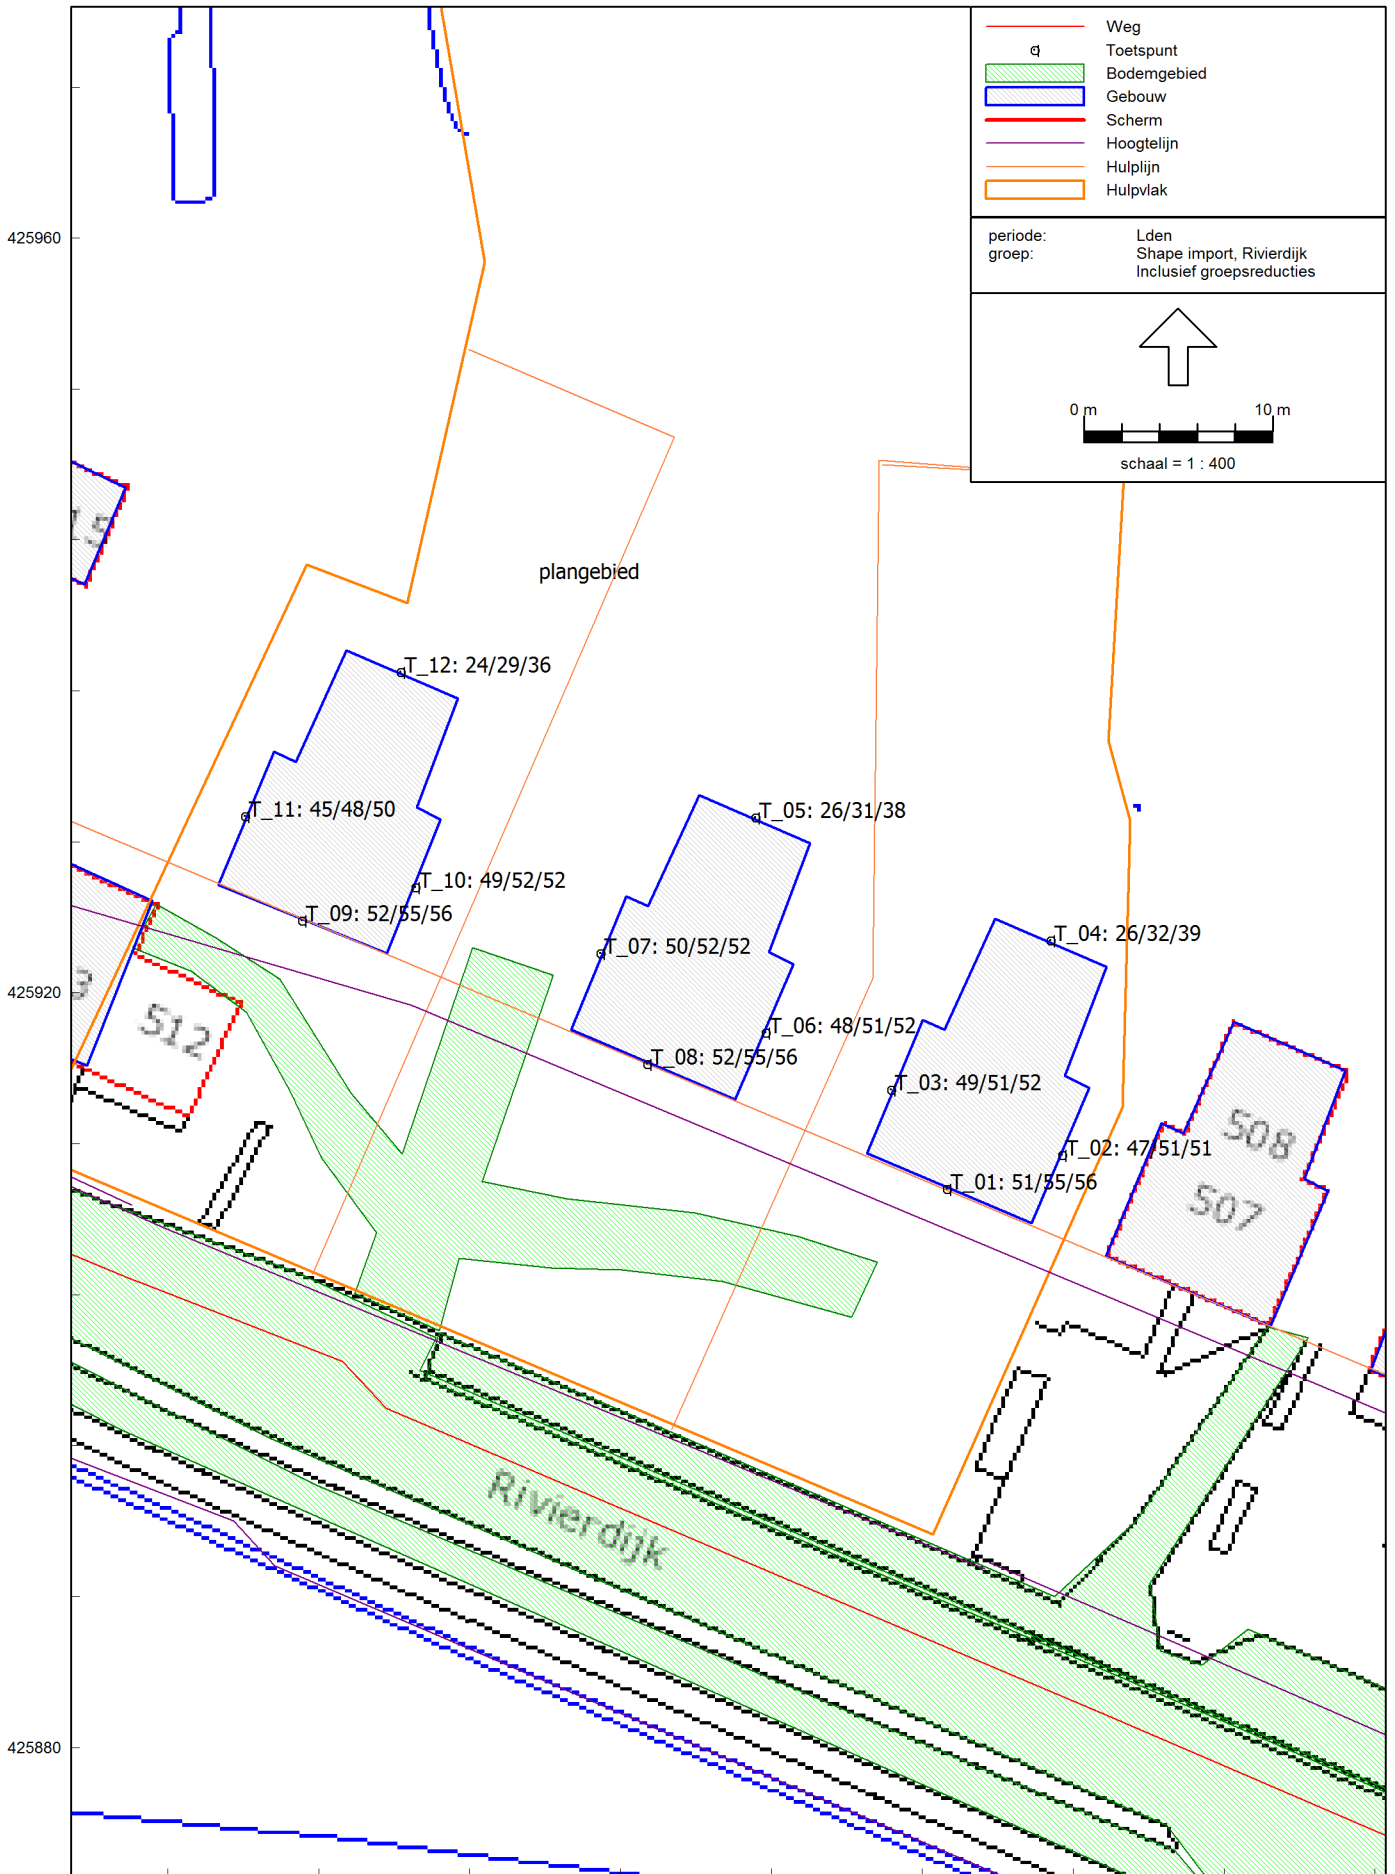 Weg
Toetspunt
Bodemgebied
Gebouw
Scherm
Hoogtelijn
Hulplijn
Hulpvlak
periode: Lden
groep: Shape import, Rivierdijk
Inclusief groepsreducties
0 m 10 m
schaal = 1 : 400
425960
plangebied
T_12: 24/29/36
T_11: 45/48/50
T_05: 26/31/38
T_10: 49/52/52
T_09: 52/55/56
T_07: 50/52/52
T_04: 26/32/39
425920
512
T_06: 48/51/52
T_08: 52/55/56
T_03: 49/51/52
508
T_02: 47/51/51
T_01: 51/55/56
507
Rivierdijk
425880